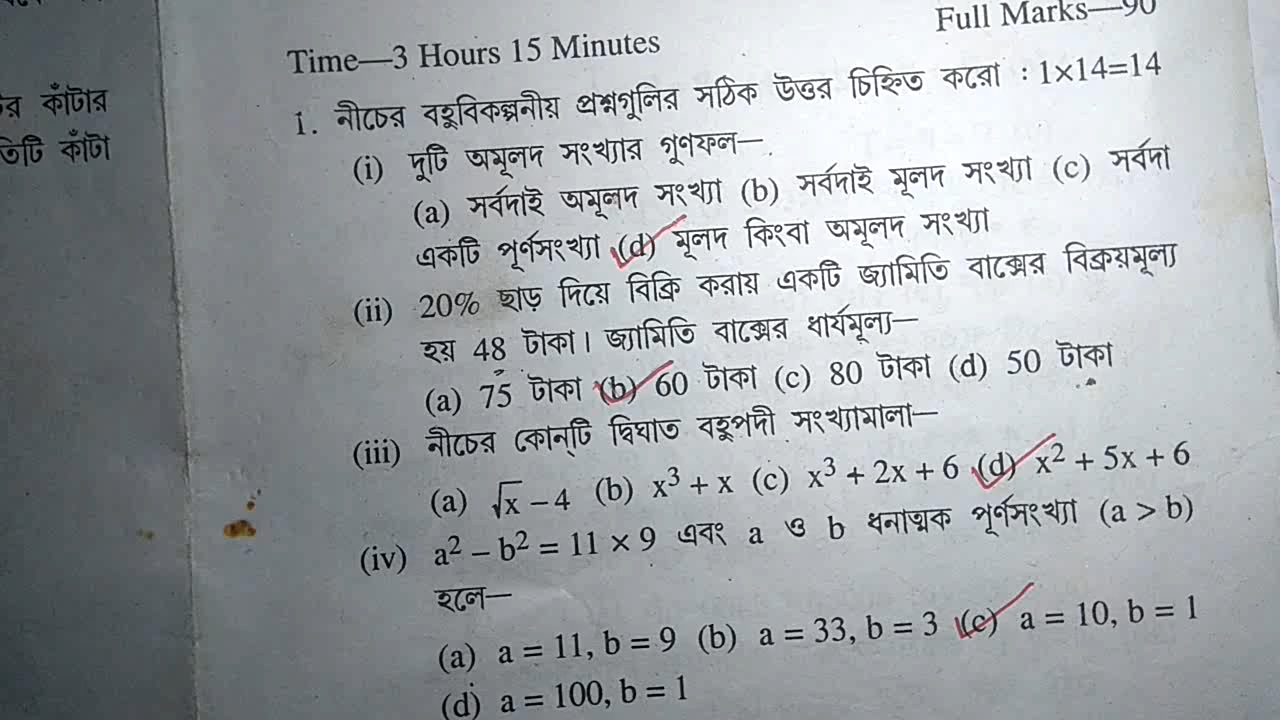 Full Marks—90
Time—3 Hours 15 Minutes
র কাঁটার
তিটি কাঁটা
1. নীচের বহুবিকল্পনীয় প্রশ্নগুলির সঠিক উত্তর চিহ্নিত করো : 1×14=14
(i) দুটি অমূলদ সংখ্যার গুণফল—
(a) সর্বদাই অমূলদ সংখ্যা (b) সর্বদাই মূলদ সংখ্যা (c) সর্বদা
একটি পূর্ণসংখ্যা (d) মূলদ কিংবা অমূলদ সংখ্যা
(ii) 20% ছাড় দিয়ে বিক্রি করায় একটি জ্যামিতি বাক্সের বিক্রয়মূল্য
হয় 48 টাকা। জ্যামিতি বাক্সের ধার্যমূল্য—
(a) 75 টাকা (b) 60 টাকা (c) 80 টাকা (d) 50 টাকা
(iii) নীচের কোন্‌টি দ্বিঘাত বহুপদী সংখ্যামালা—
(a) √x – 4 (b) x³ + x (c) x³ + 2x + 6 (d) x² + 5x + 6
(iv) a² – b² = 11 × 9 এবং a ও b ধনাত্মক পূর্ণসংখ্যা (a > b)
হলে—
(a) a = 11, b = 9 (b) a = 33, b = 3 (c) a = 10, b = 1
(d) a = 100, b = 1